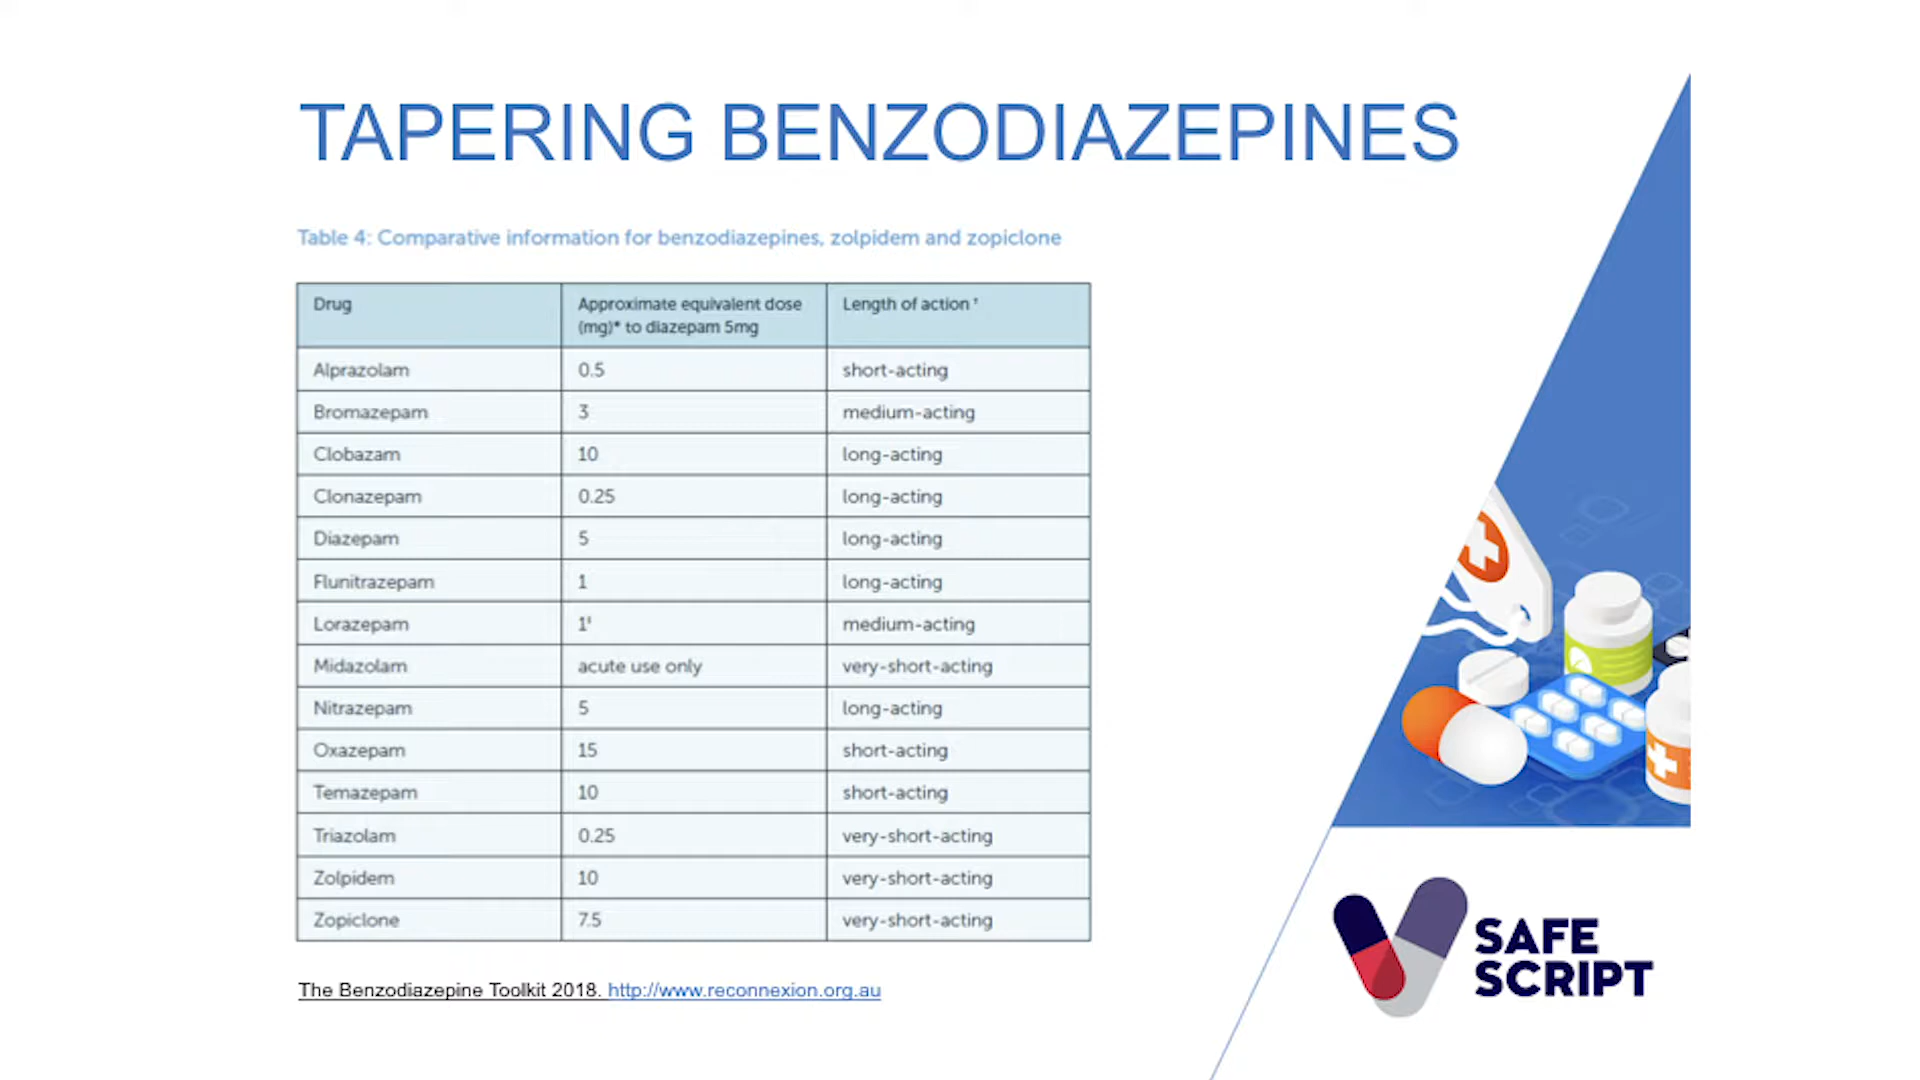 TAPERING BENZODIAZEPINES
Table 4: Comparative information for benzodiazepines, zolpidem and zopiclone
Drug
Approximate equivalent dose
(mg)* to diazepam 5mg
Length of action †
Alprazolam 0.5 short-acting
Bromazepam 3 medium-acting
Clobazam 10 long-acting
Clonazepam 0.25 long-acting
Diazepam 5 long-acting
Flunitrazepam 1 long-acting
Lorazepam 1‡ medium-acting
Midazolam acute use only very-short-acting
Nitrazepam 5 long-acting
Oxazepam 15 short-acting
Temazepam 10 short-acting
Triazolam 0.25 very-short-acting
Zolpidem 10 very-short-acting
Zopiclone 7.5 very-short-acting
The Benzodiazepine Toolkit 2018. http://www.reconnexion.org.au
SAFE
SCRIPT